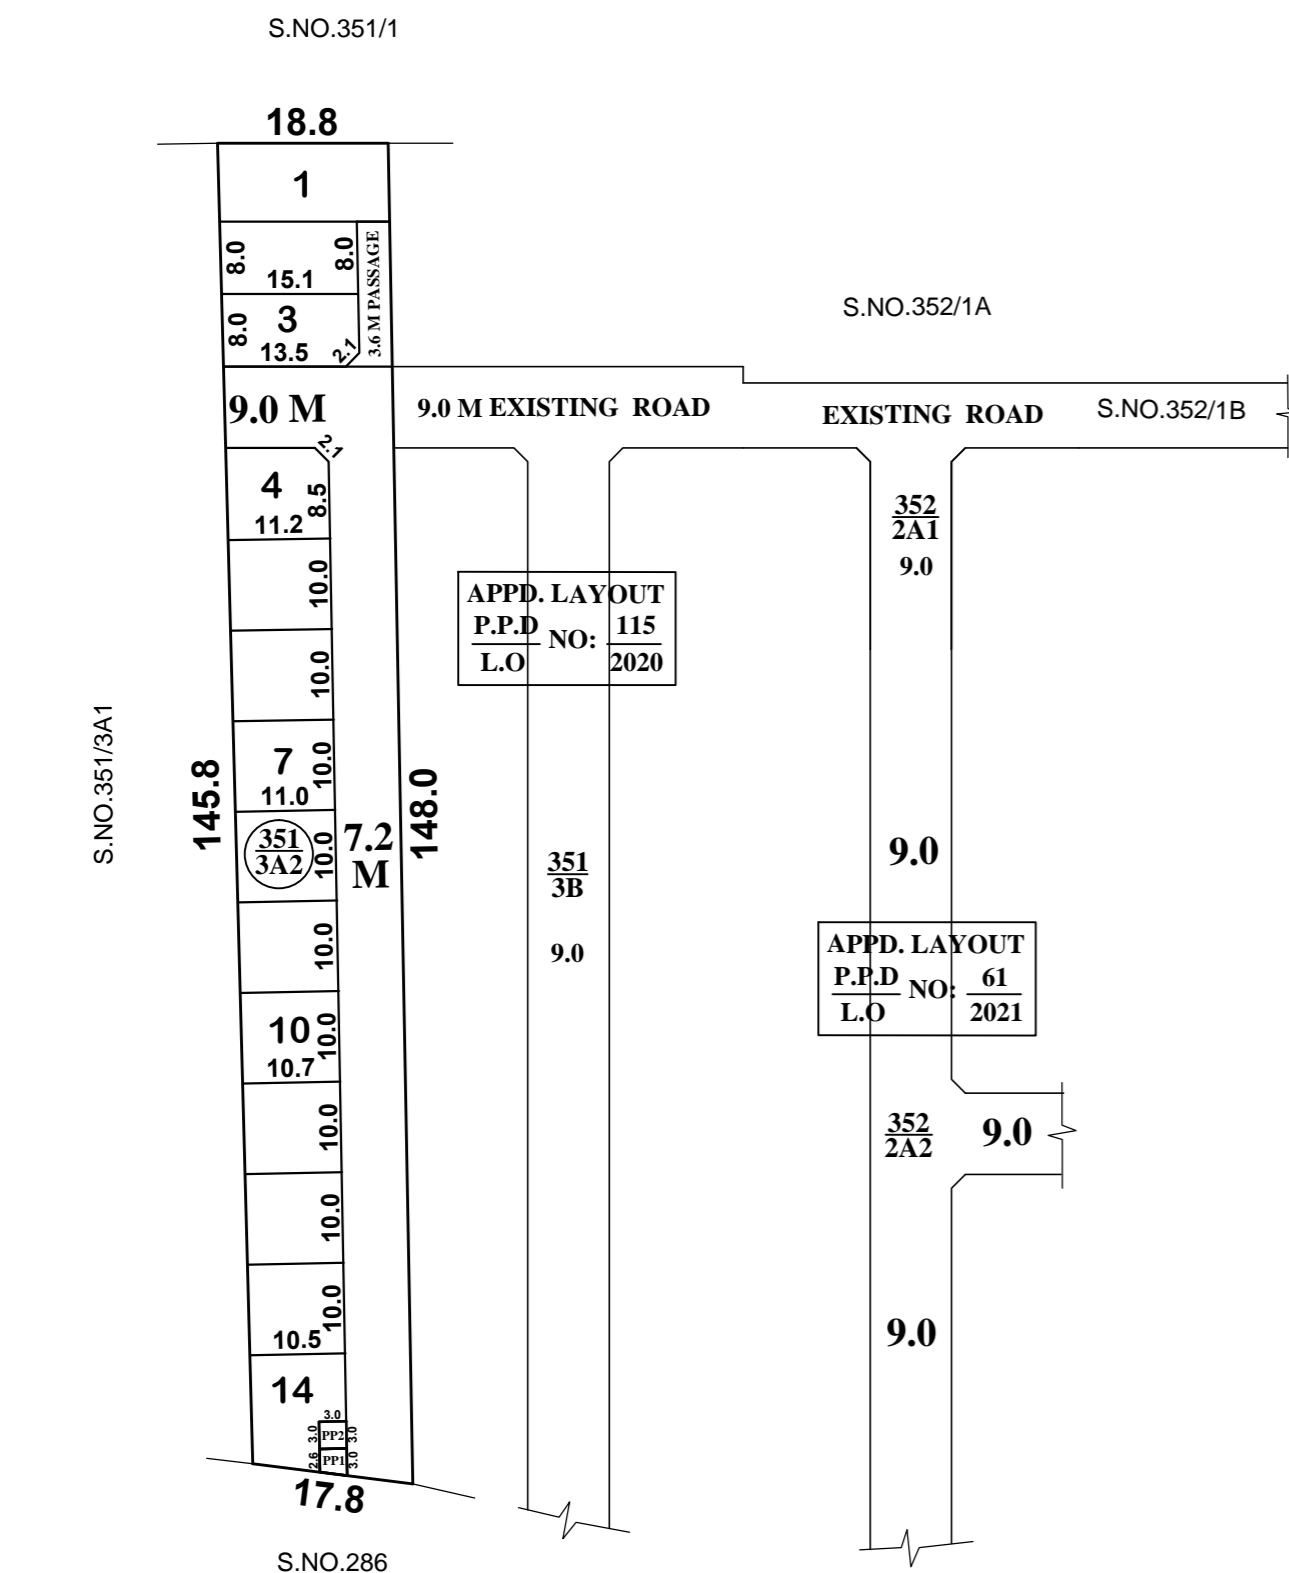 S.NO.351/1
18.8
1
8.0
8.0
15.1
3.6 M PASSAGE
8.0
3
13.5
2.1
S.NO.352/1A
9.0 M
9.0 M EXISTING ROAD
EXISTING ROAD
S.NO.352/1B
2.1
4
8.5
11.2
352
2A1
9.0
10.0
APPD. LAYOUT
P.P.D
L.O
NO:
115
2020
10.0
S.NO.351/3A1
145.8
7
10.0
11.0
148.0
351
3A2
10.0
7.2
M
351
3B
9.0
9.0
10.0
APPD. LAYOUT
P.P.D
L.O
NO:
61
2021
10
10.0
10.7
10.0
352
2A2
9.0
10.0
10.0
10.5
9.0
14
3.0
3.0
PP2
3.0
2.6
PP1
3.0
17.8
S.NO.286